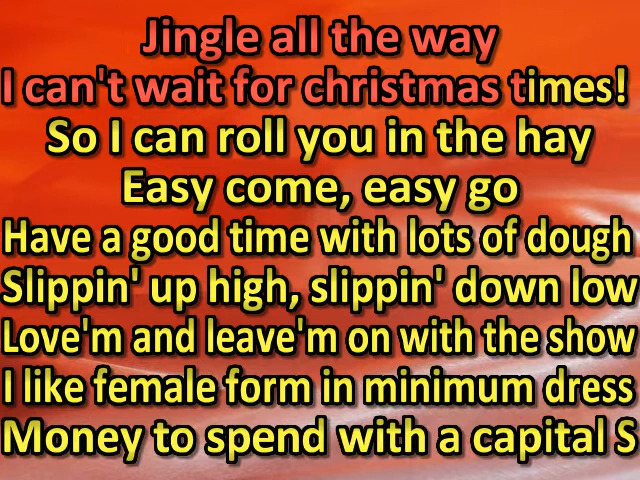 Jingle all the way
I can't wait for christmas times!
So I can roll you in the hay
Easy come, easy go
Have a good time with lots of dough
Slippin' up high, slippin' down low
Love'm and leave'm on with the show
I like female form in minimum dress
Money to spend with a capital S